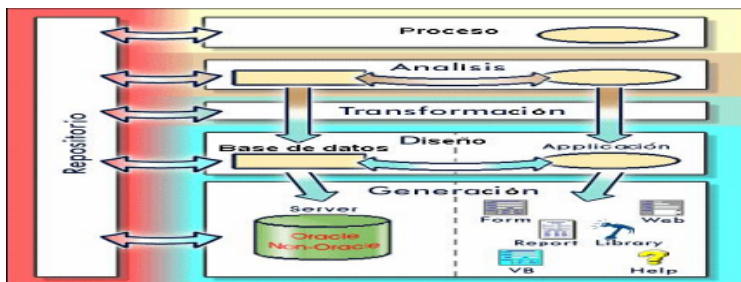 Repositorio
Proceso
Analisis
Transformación
Diseño
Base de datos
Applicación
Generación
Server
Oracle
Non-Oracle
Form
Web
Report
Library
VB
Help